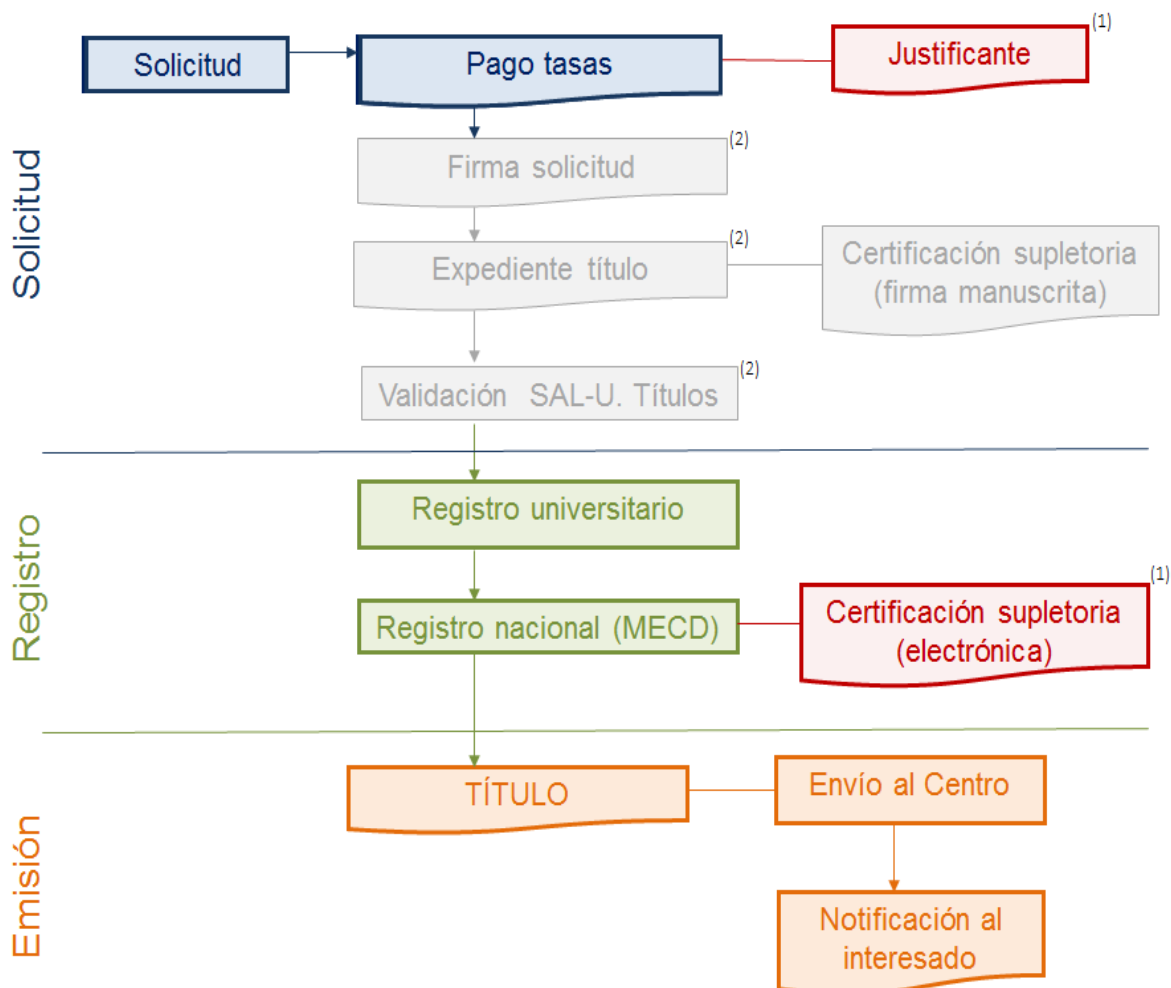 Solicitud
Solicitud
Pago tasas
Justificante
(1)
Firma solicitud
(2)
Expediente título
(2)
Certificación supletoria
(firma manuscrita)
Validación SAL-U. Títulos
(2)
Registro
Registro universitario
Registro nacional (MECD)
Certificación supletoria
(electrónica)
(1)
Emisión
TÍTULO
Envío al Centro
Notificación al
interesado